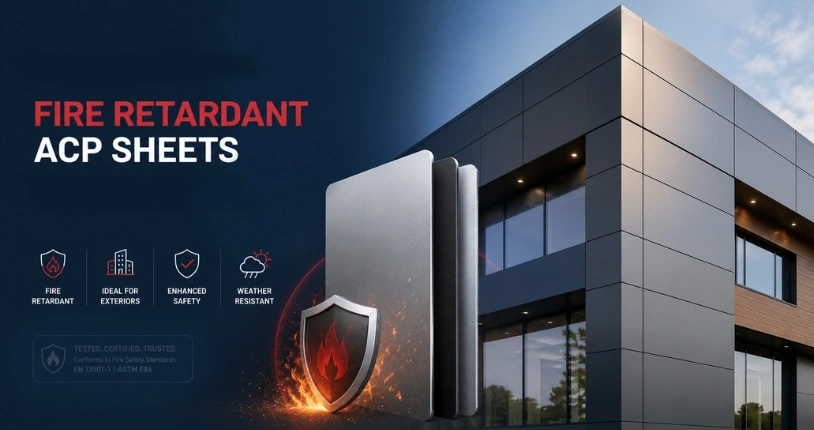 FIRE RETARDANT
ACP SHEETS
FIRE
RETARDANT
IDEAL FOR
EXTERIORS
ENHANCED
SAFETY
WEATHER
RESISTANT
TESTED. CERTIFIED. TRUSTED.
Conforms to Fire Safety Standards
EN 13501-1 | ASTM E84